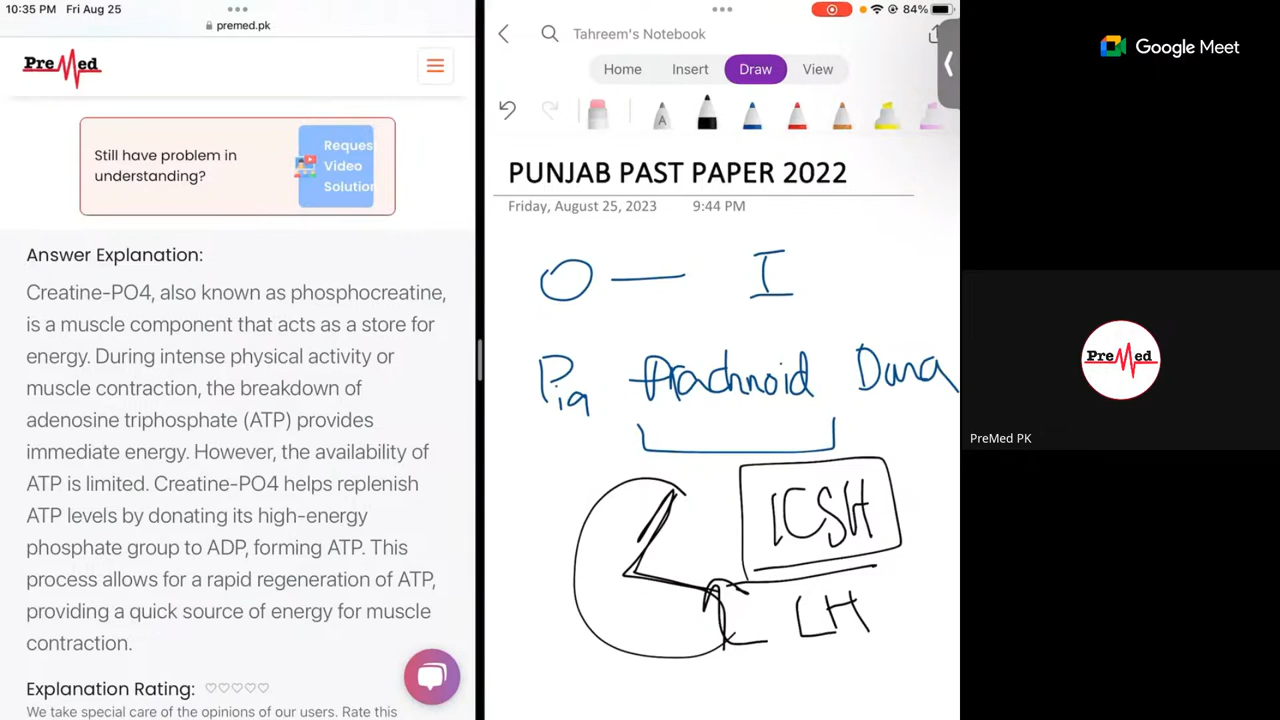 10:35 PM Fri Aug 25
premed.pk
PreMed
Still have problem in
understanding?
Reques
Video
Solution
Answer Explanation:
Creatine-PO4, also known as phosphocreatine,
is a muscle component that acts as a store for
energy. During intense physical activity or
muscle contraction, the breakdown of
adenosine triphosphate (ATP) provides
immediate energy. However, the availability of
ATP is limited. Creatine-PO4 helps replenish
ATP levels by donating its high-energy
phosphate group to ADP, forming ATP. This
process allows for a rapid regeneration of ATP,
providing a quick source of energy for muscle
contraction.
Explanation Rating:
We take special care of the opinions of our users. Rate this
84%
Tahreem's Notebook
Home Insert Draw View
A
PUNJAB PAST PAPER 2022
Friday, August 25, 2023 9:44 PM
O — I
Pia Arachnoid Dura
ICSH
LH
Google Meet
PreMed
PreMed PK